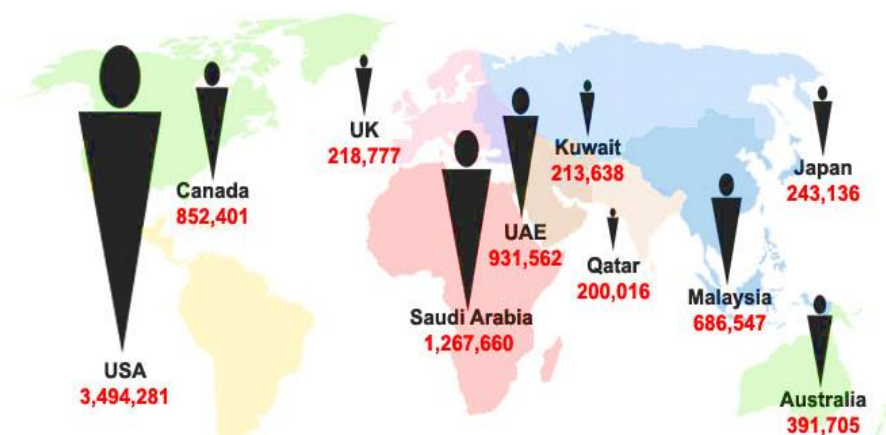 USA
3,494,281
Canada
852,401
UK
218,777
Saudi Arabia
1,267,660
UAE
931,562
Kuwait
213,638
Qatar
200,016
Malaysia
686,547
Japan
243,136
Australia
391,705